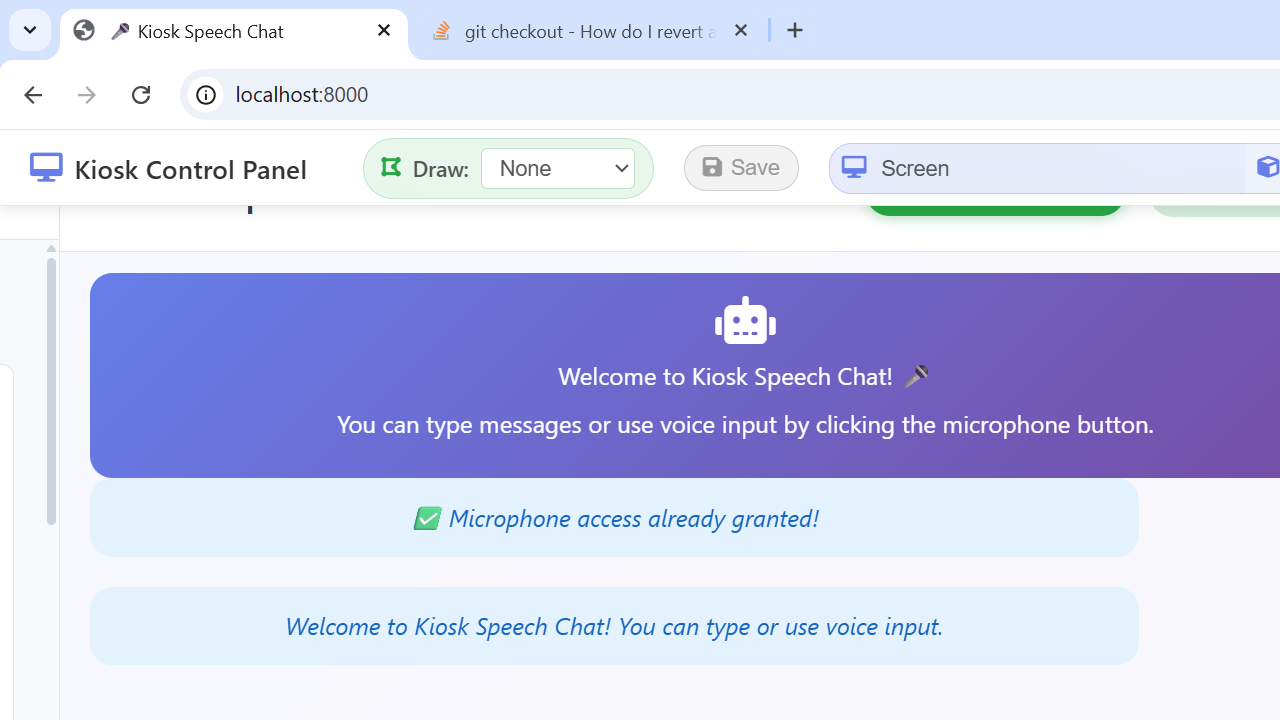 🎤 Kiosk Speech Chat
git checkout - How do I revert a
localhost:8000
Kiosk Control Panel
Draw:
None
Save
Screen
Welcome to Kiosk Speech Chat! 🎤
You can type messages or use voice input by clicking the microphone button.
✅ Microphone access already granted!
Welcome to Kiosk Speech Chat! You can type or use voice input.